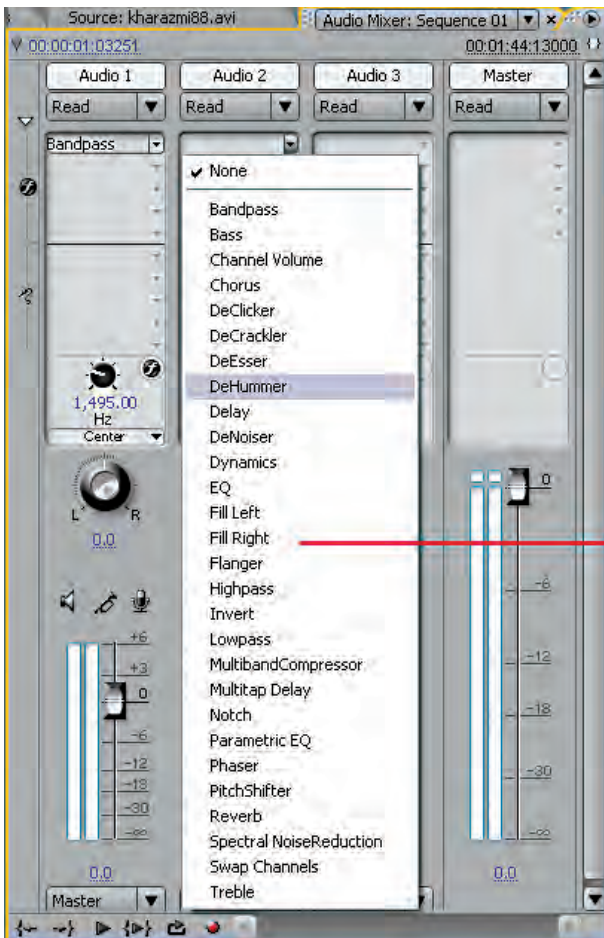 Source: kharazmi88.avi Audio Mixer: Sequence 01
00:00:01:03251 00:01:44:13000
Audio 1 Audio 2 Audio 3 Master
Read Read Read Read
Bandpass
None
Bandpass
Bass
Channel Volume
Chorus
DeClicker
DeCrackler
DeEsser
DeHummer
Delay
DeNoiser
Dynamics
EQ
Fill Left
Fill Right
Flanger
Highpass
Invert
Lowpass
MultibandCompressor
Multitap Delay
Notch
Parametric EQ
Phaser
PitchShifter
Reverb
Spectral NoiseReduction
Swap Channels
Treble
1,495.00
Hz
Center
L R
0.0
+6
+3
0
-6
-12
-18
-30
-∞
0.0
Master
0
-6
-12
-18
-30
-∞
0.0